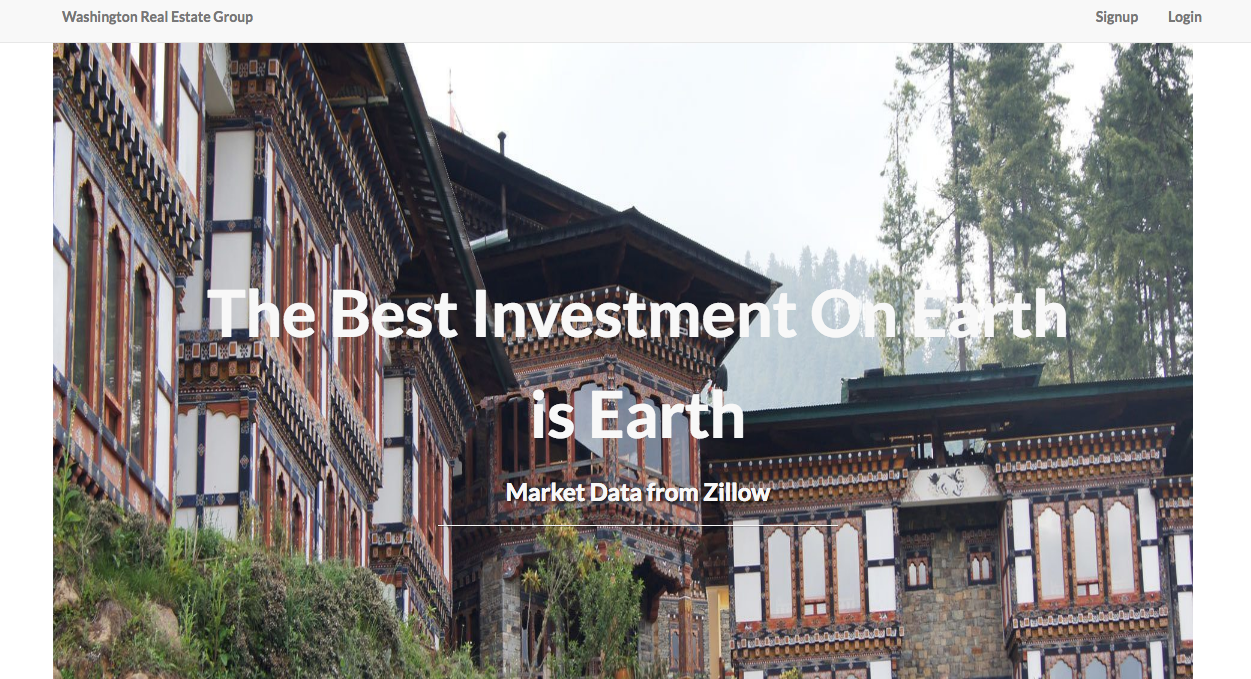 Washington Real Estate Group
Signup
Login
The Best Investment On Earth
is Earth
Market Data from Zillow